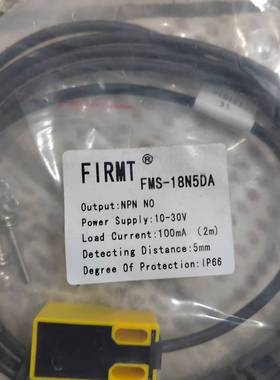 FIRMT®
FMS-18N5DA
Output:NPN NO
Power Supply:10-30V
Load Current:100mA (2m)
Detecting Distance:5mm
Degree Of Protection:IP66